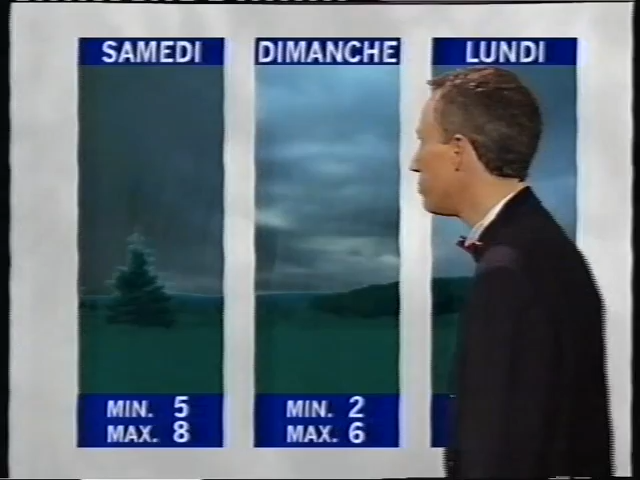 SAMEDI
DIMANCHE
LUNDI
MIN. 5
MAX. 8
MIN. 2
MAX. 6